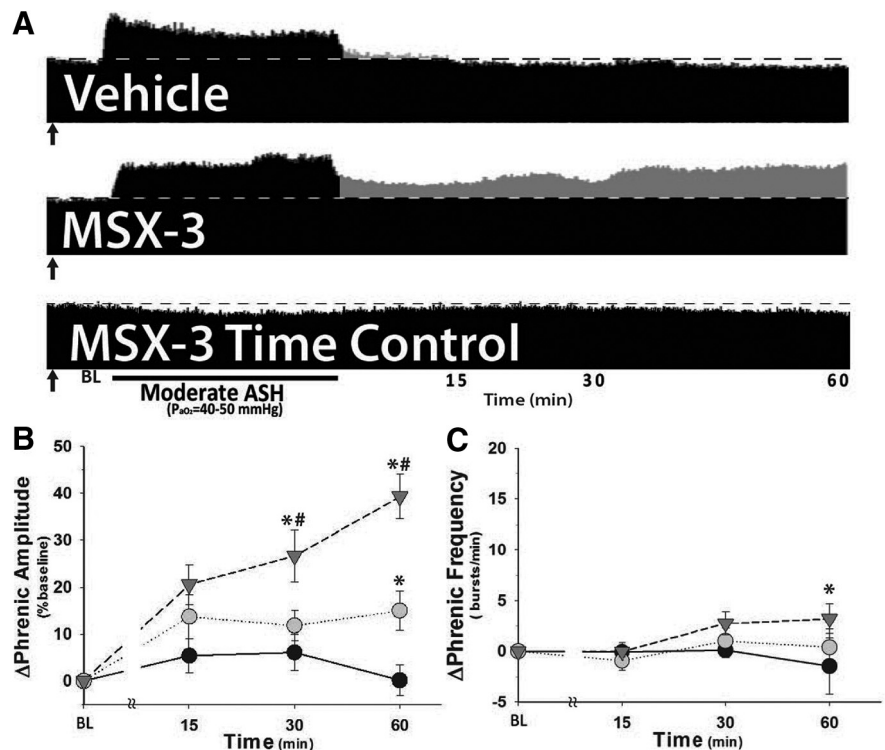 A
Vehicle
MSX-3
MSX-3 Time Control
BL
15
30
60
Moderate ASH
(PaO₂=40-50 mmHg)
Time (min)
B
50
40
30
20
10
0
ΔPhrenic Amplitude
(%baseline)
*#
*#
*
BL
15
30
60
Time (min)
C
20
15
10
5
0
-5
ΔPhrenic Frequency
( bursts/min)
*
BL
15
30
60
Time (min)